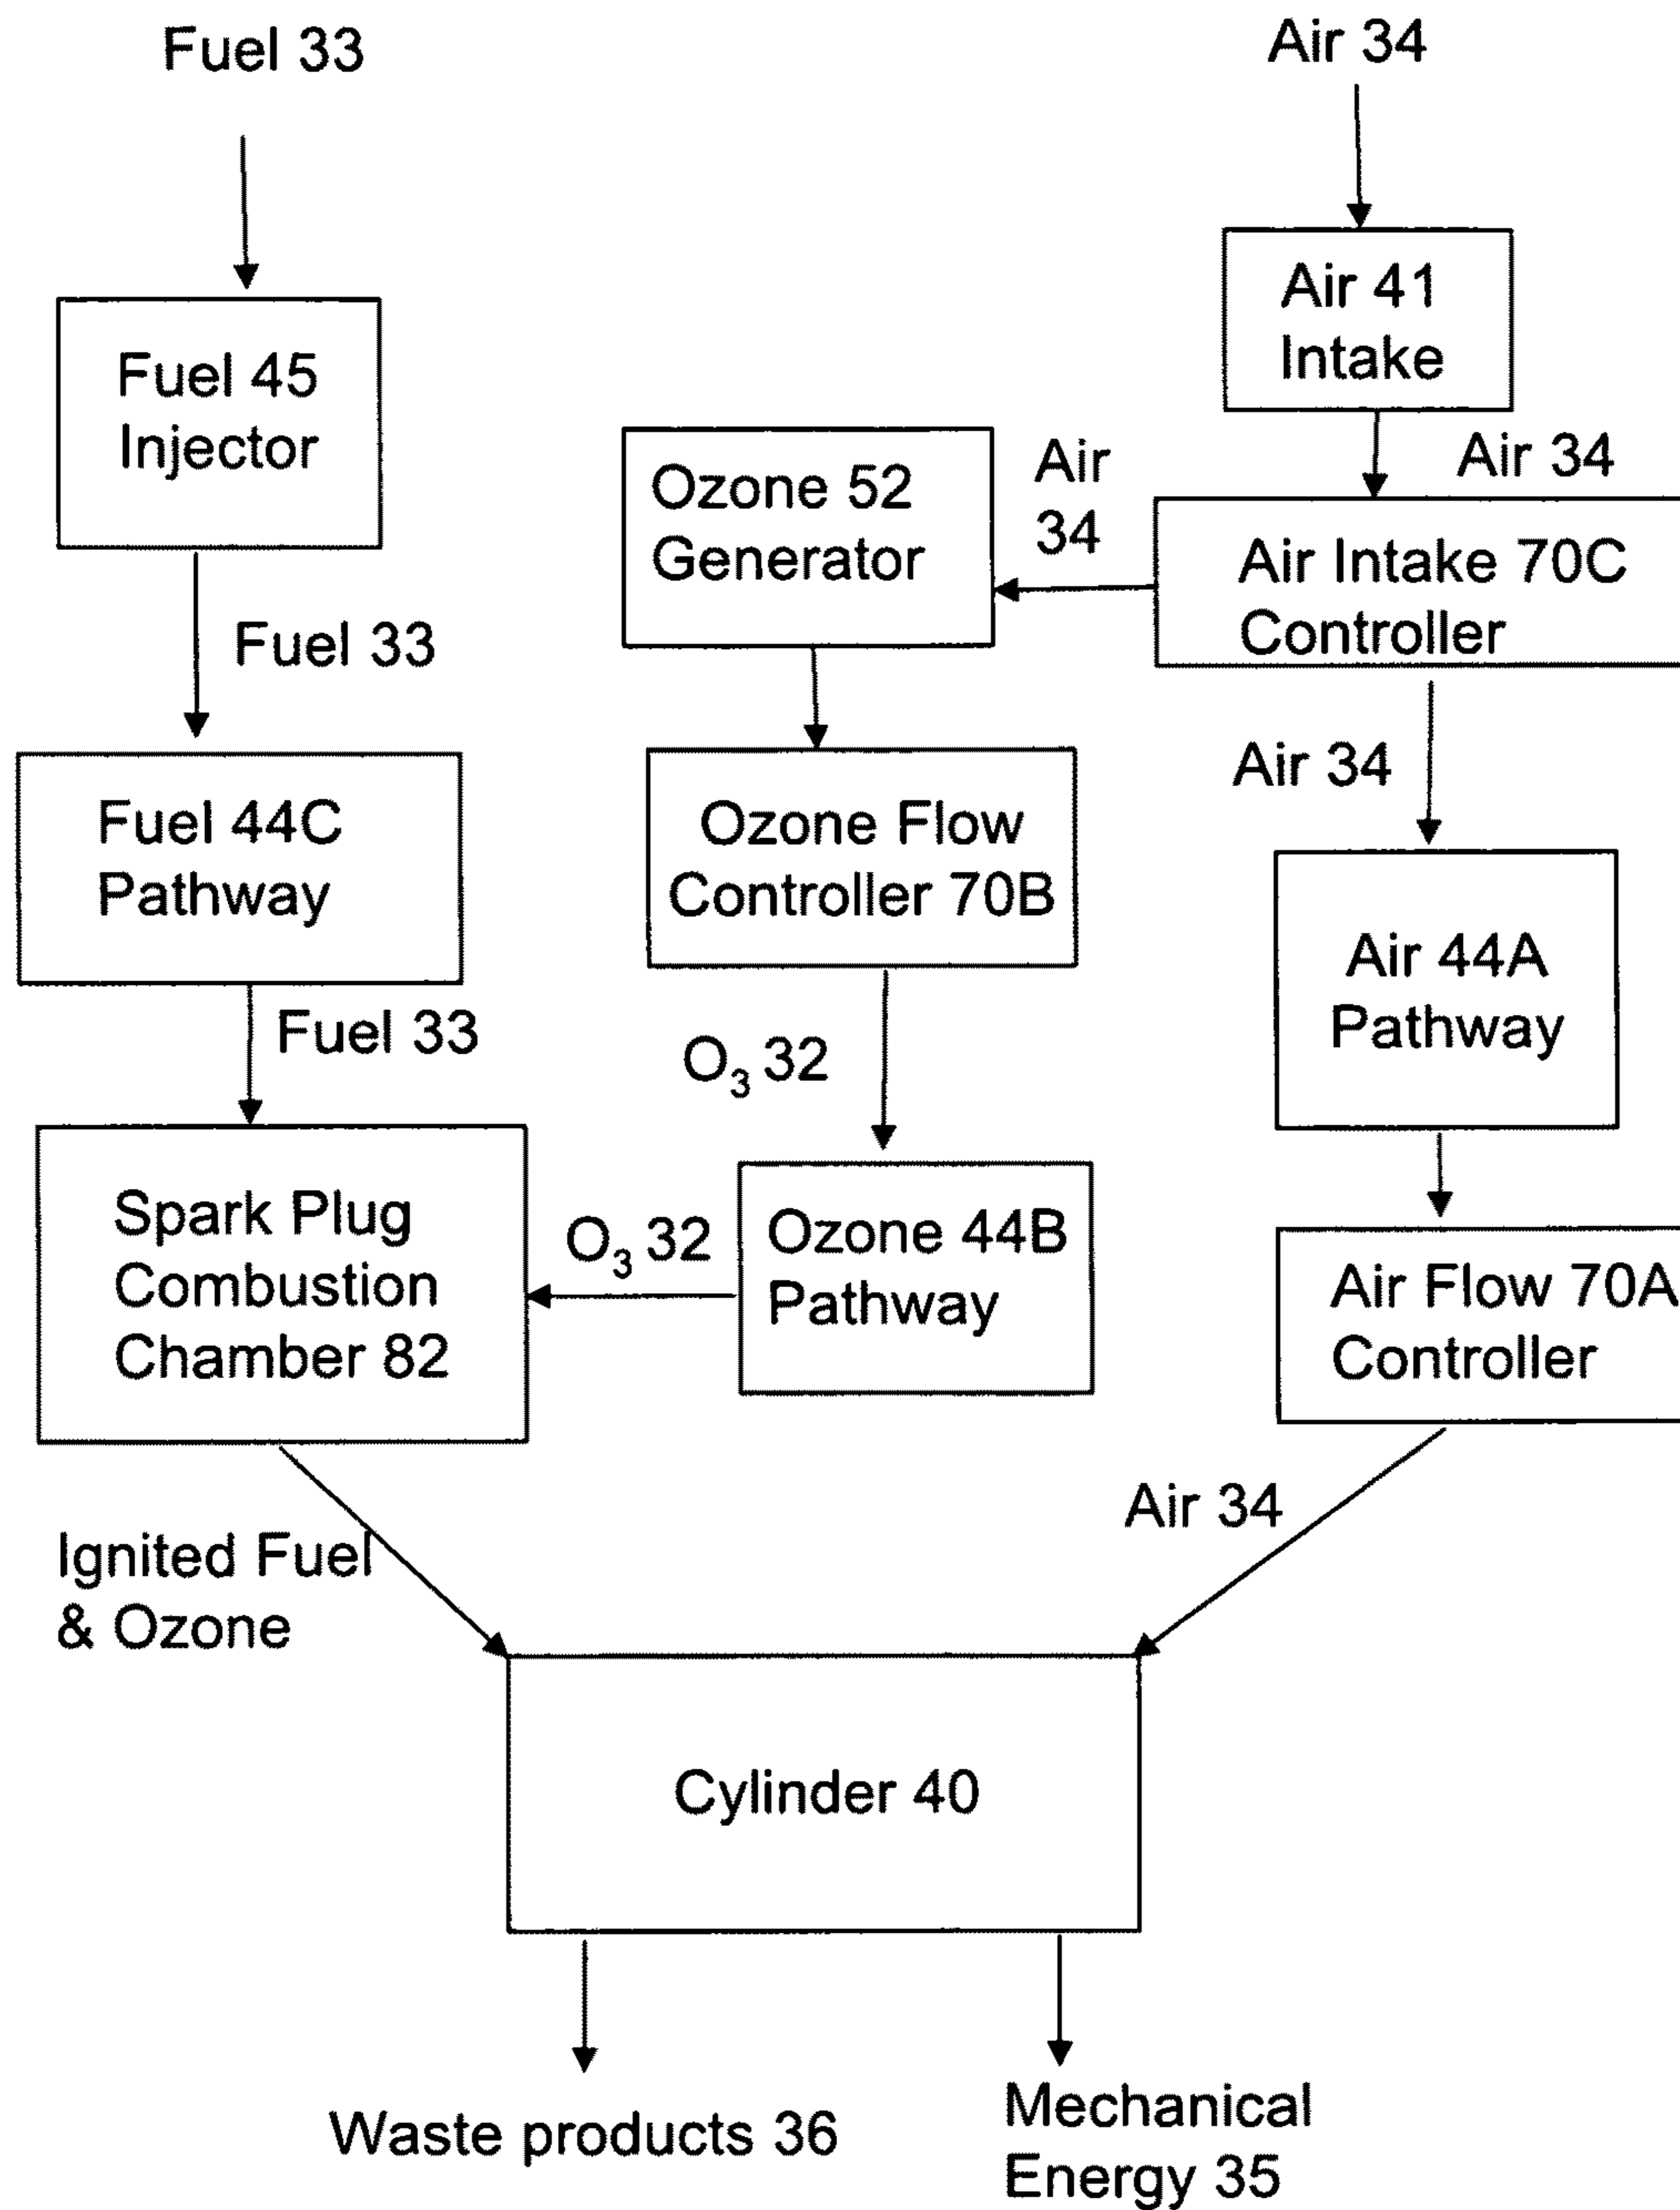 Fuel 33
Air 34
Air 41
Intake
Fuel 45
Injector
Air 34
Air
34
Ozone 52
Generator
Air Intake 70C
Controller
Fuel 33
Air 34
Fuel 44C
Pathway
Ozone Flow
Controller 70B
Air 44A
Pathway
Fuel 33
O₃ 32
Spark Plug
Combustion
Chamber 82
O₃ 32
Ozone 44B
Pathway
Air Flow 70A
Controller
Ignited Fuel
& Ozone
Air 34
Cylinder 40
Waste products 36
Mechanical
Energy 35